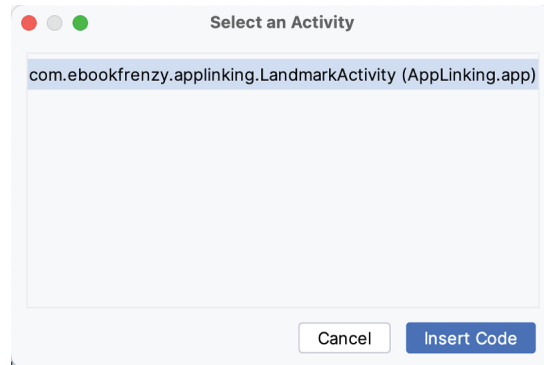 Select an Activity
com.ebookfrenzy.applinking.LandmarkActivity (AppLinking.app)
Cancel
Insert Code